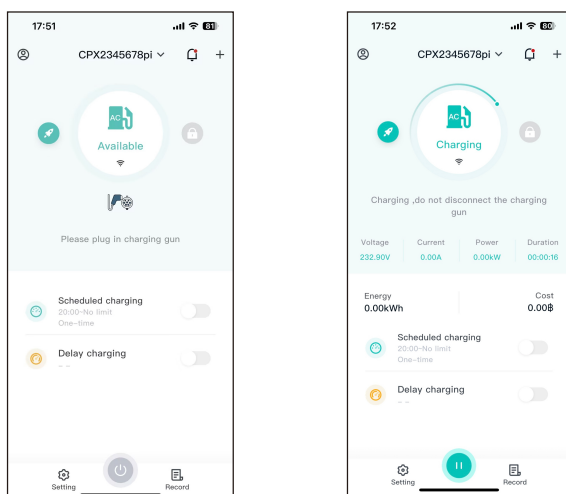 17:51
81
CPX2345678pi
AC
Available
Please plug in charging gun
Scheduled charging
20:00-No limit
One-time
Delay charging
--
Setting
Record
17:52
80
CPX2345678pi
AC
Charging
Charging ,do not disconnect the charging
gun
Voltage Current Power Duration
232.90V 0.00A 0.00kW 00:00:16
Energy Cost
0.00kWh 0.00฿
Scheduled charging
20:00-No limit
One-time
Delay charging
--
Setting
Record